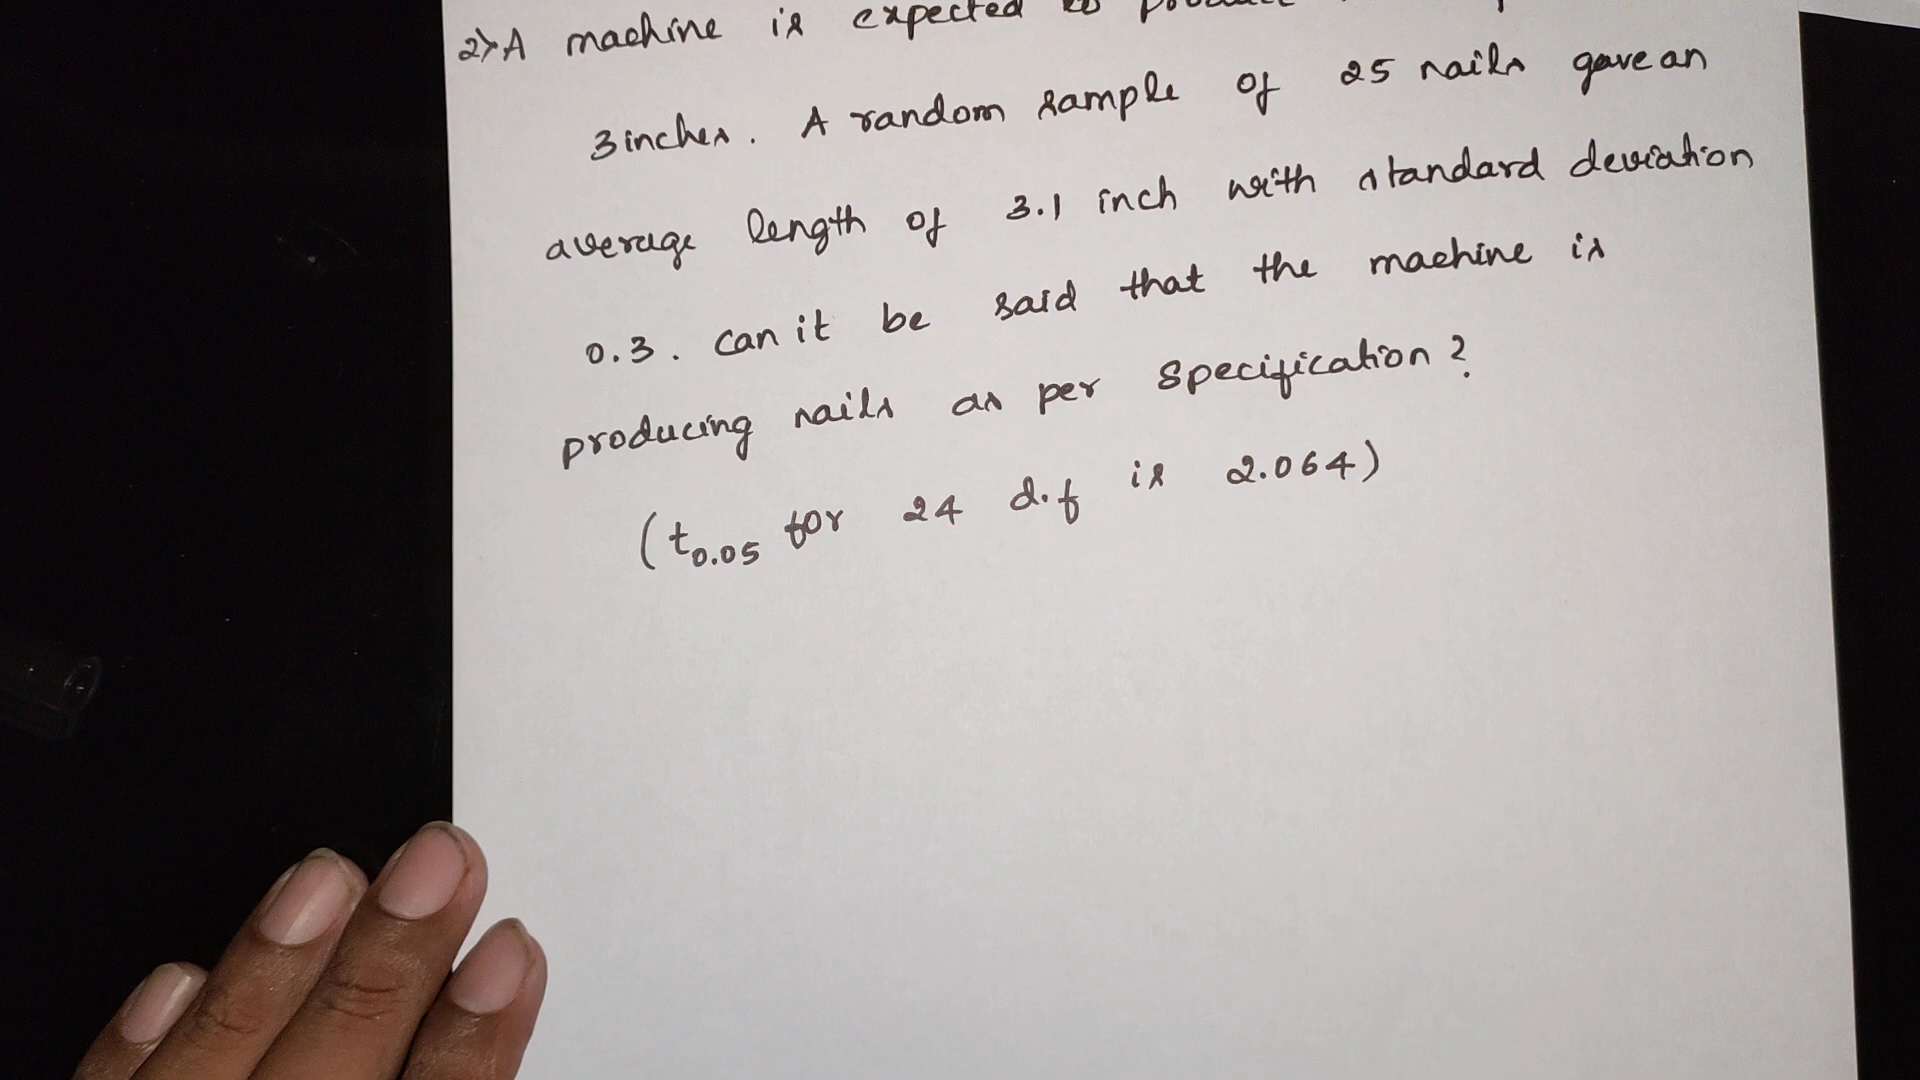 2) A machine is expected to produce
3 inches. A random sample of 25 nails gave an
average length of 3.1 inch with standard deviation
0.3. can it be said that the machine is
producing nails as per specification?
(t0.05 for 24 d.f is 2.064)